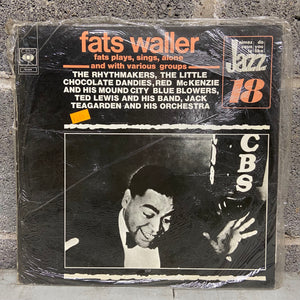 fats waller
fats plays, sings, alone
and with various groups
THE RHYTHMAKERS, THE LITTLE
CHOCOLATE DANDIES, RED McKENZIE
AND HIS MOUND CITY BLUE BLOWERS,
TED LEWIS AND HIS BAND, JACK
TEAGARDEN AND HIS ORCHESTRA
Jazz
18
CBS